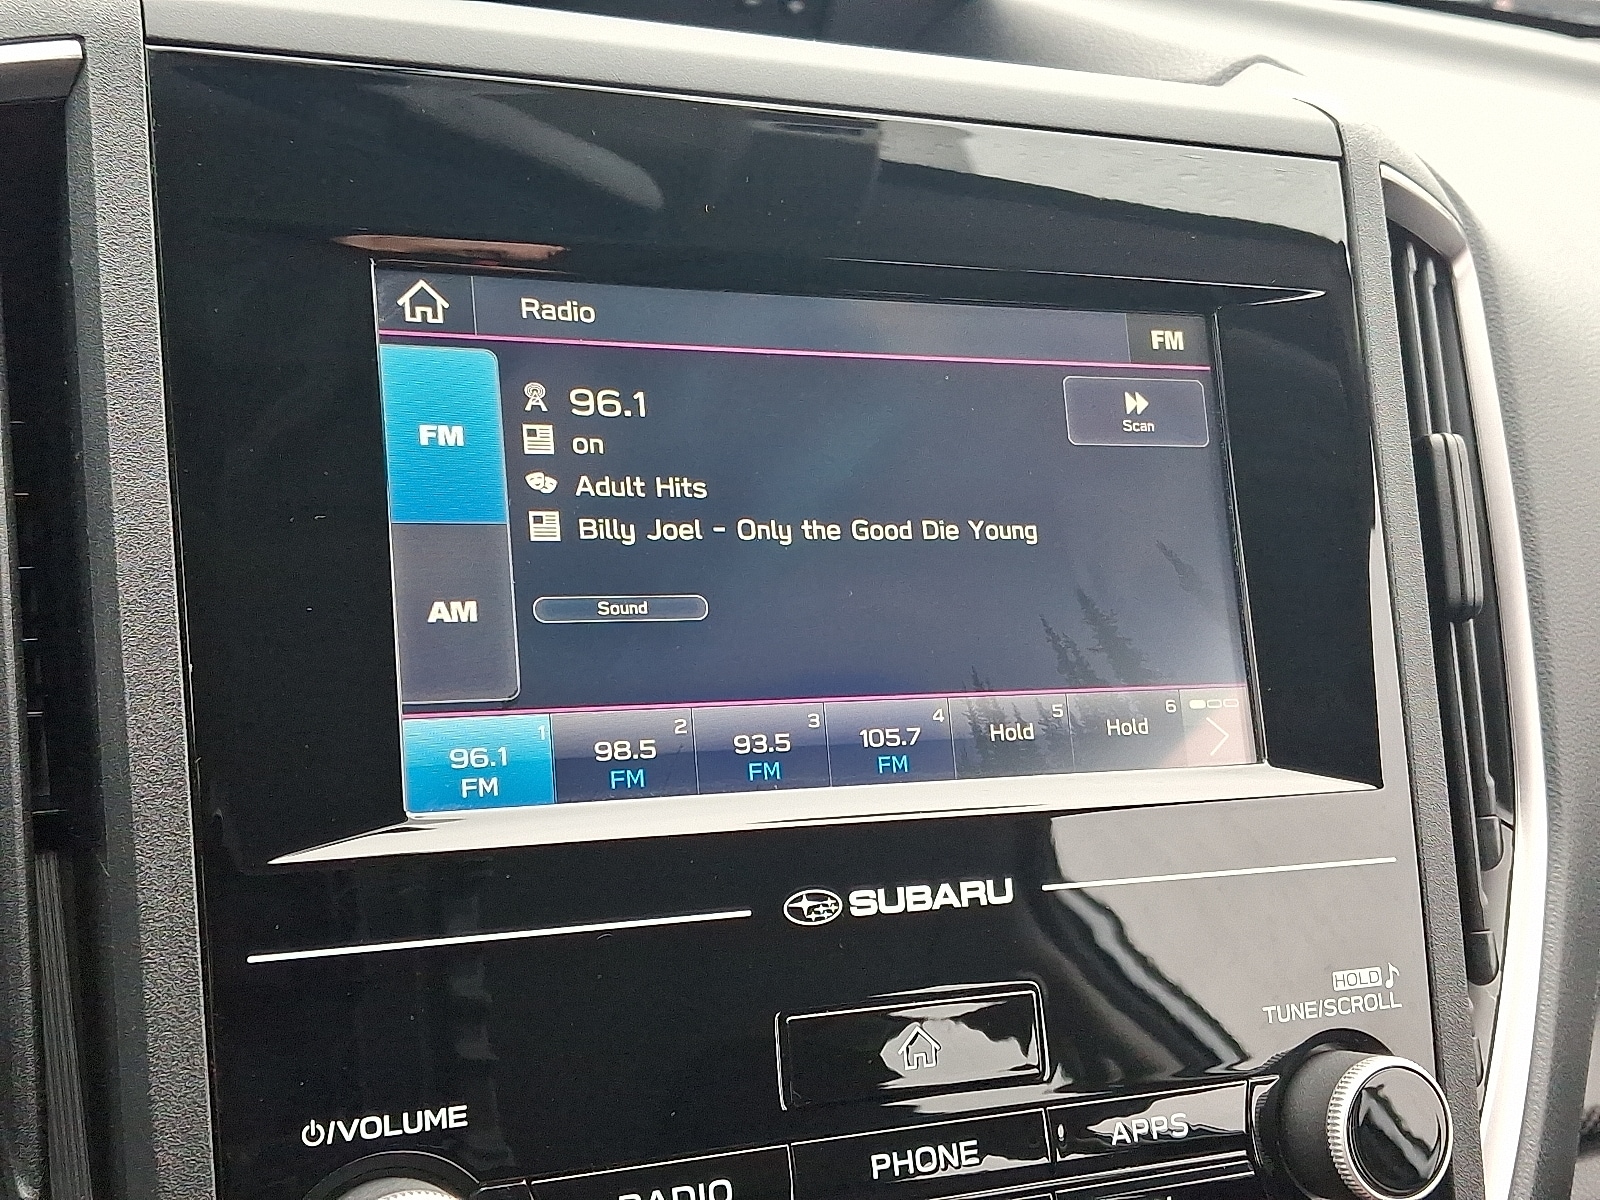 Radio
FM
FM
96.1
on
Adult Hits
Billy Joel - Only the Good Die Young
Scan
Sound
AM
1
96.1
FM
2
98.5
FM
3
93.5
FM
4
105.7
FM
5
Hold
6
Hold
SUBARU
HOLD
TUNE/SCROLL
/VOLUME
RADIO
PHONE
APPS